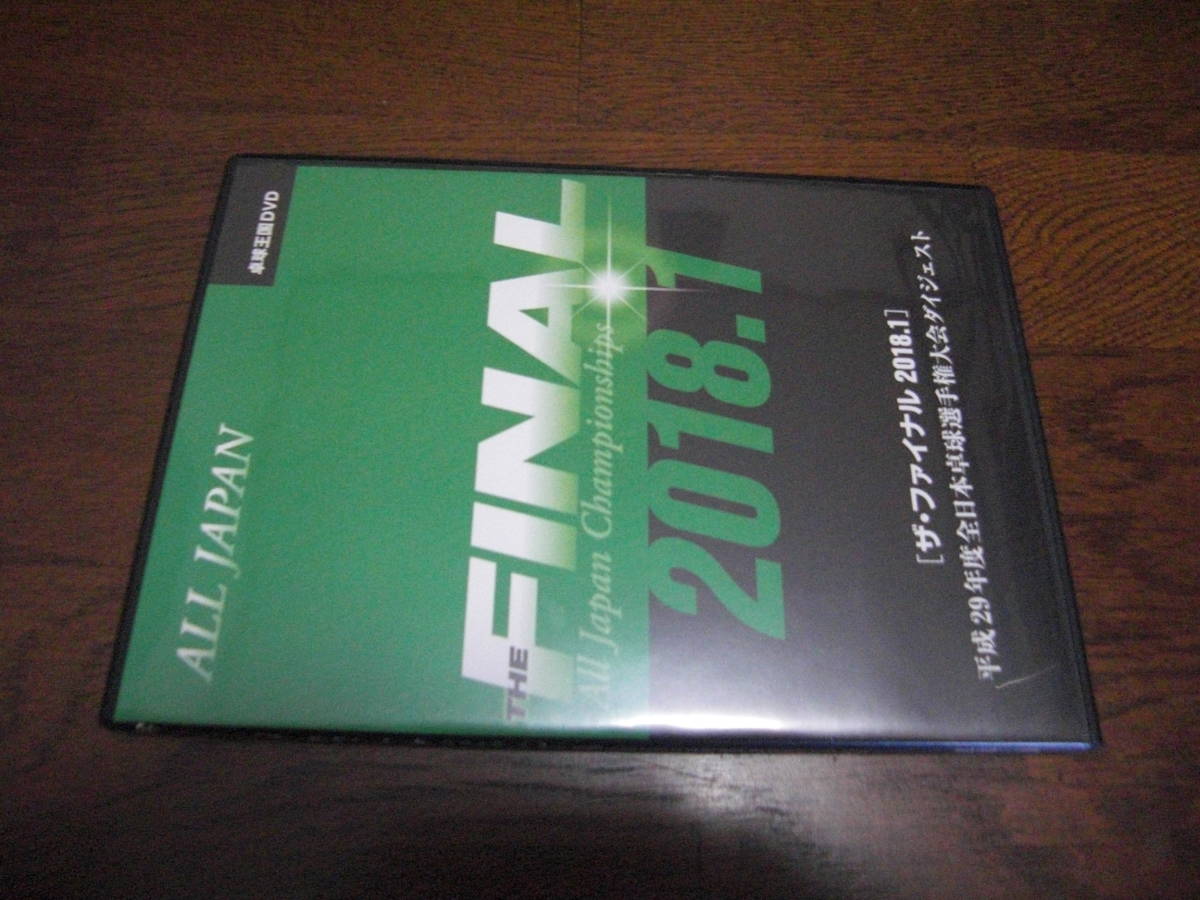 卓球王国DVD
ALL JAPAN
THE FINAL
All Japan Championships
2018.1
[ザ・ファイナル 2018.1]
平成29年度全日本卓球選手権大会ダイジェスト